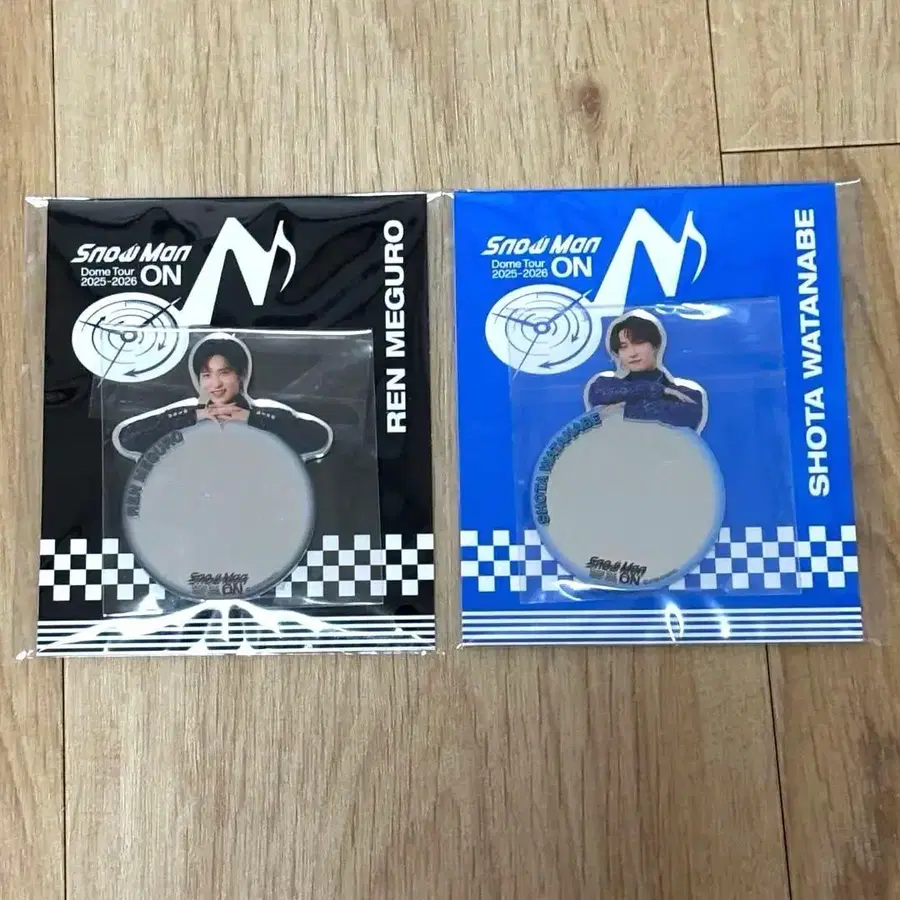 Snow Man
Dome Tour
2025-2026 ON
REN MEGURO
REN MEGURO
Snow Man
ON
Snow Man
Dome Tour
2025-2026 ON
SHOTA WATANABE
SHOTA WATANABE
Snow Man
ON